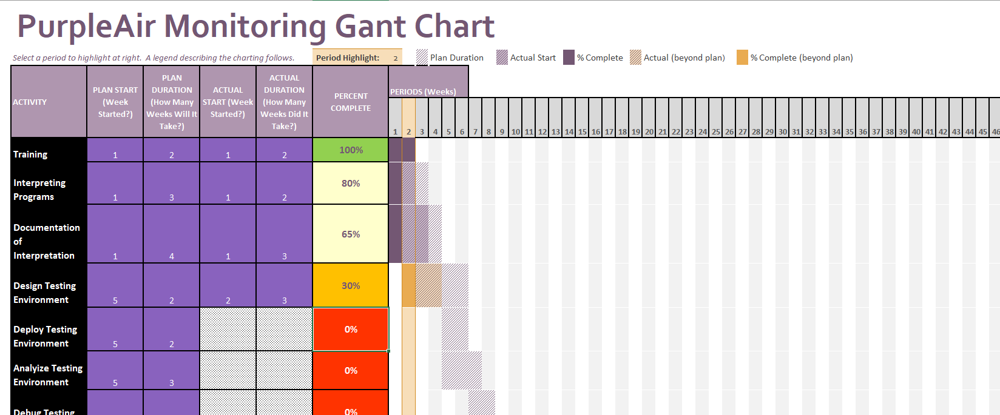 PurpleAir Monitoring Gant Chart
Select a period to highlight at right. A legend describing the charting follows.
Period Highlight: 2
Plan Duration
Actual Start
% Complete
Actual (beyond plan)
% Complete (beyond plan)
ACTIVITY
PLAN START
(Week
Started?)
PLAN
DURATION
(How Many
Weeks Will It
Take?)
ACTUAL
START (Week
Started?)
ACTUAL
DURATION
(How Many
Weeks Did It
Take?)
PERCENT
COMPLETE
PERIODS (Weeks)
1 2 3 4 5 6 7 8 9 10 11 12 13 14 15 16 17 18 19 20 21 22 23 24 25 26 27 28 29 30 31 32 33 34 35 36 37 38 39 40 41 42 43 44 45 46
Training 1 2 1 2 100%
Interpreting
Programs 1 3 1 2 80%
Documentation
of
Interpretation 1 4 1 3 65%
Design Testing
Environment 5 2 2 3 30%
Deploy Testing
Environment 5 2 0%
Analyize Testing
Environment 5 3 0%
Debug Testing 0%